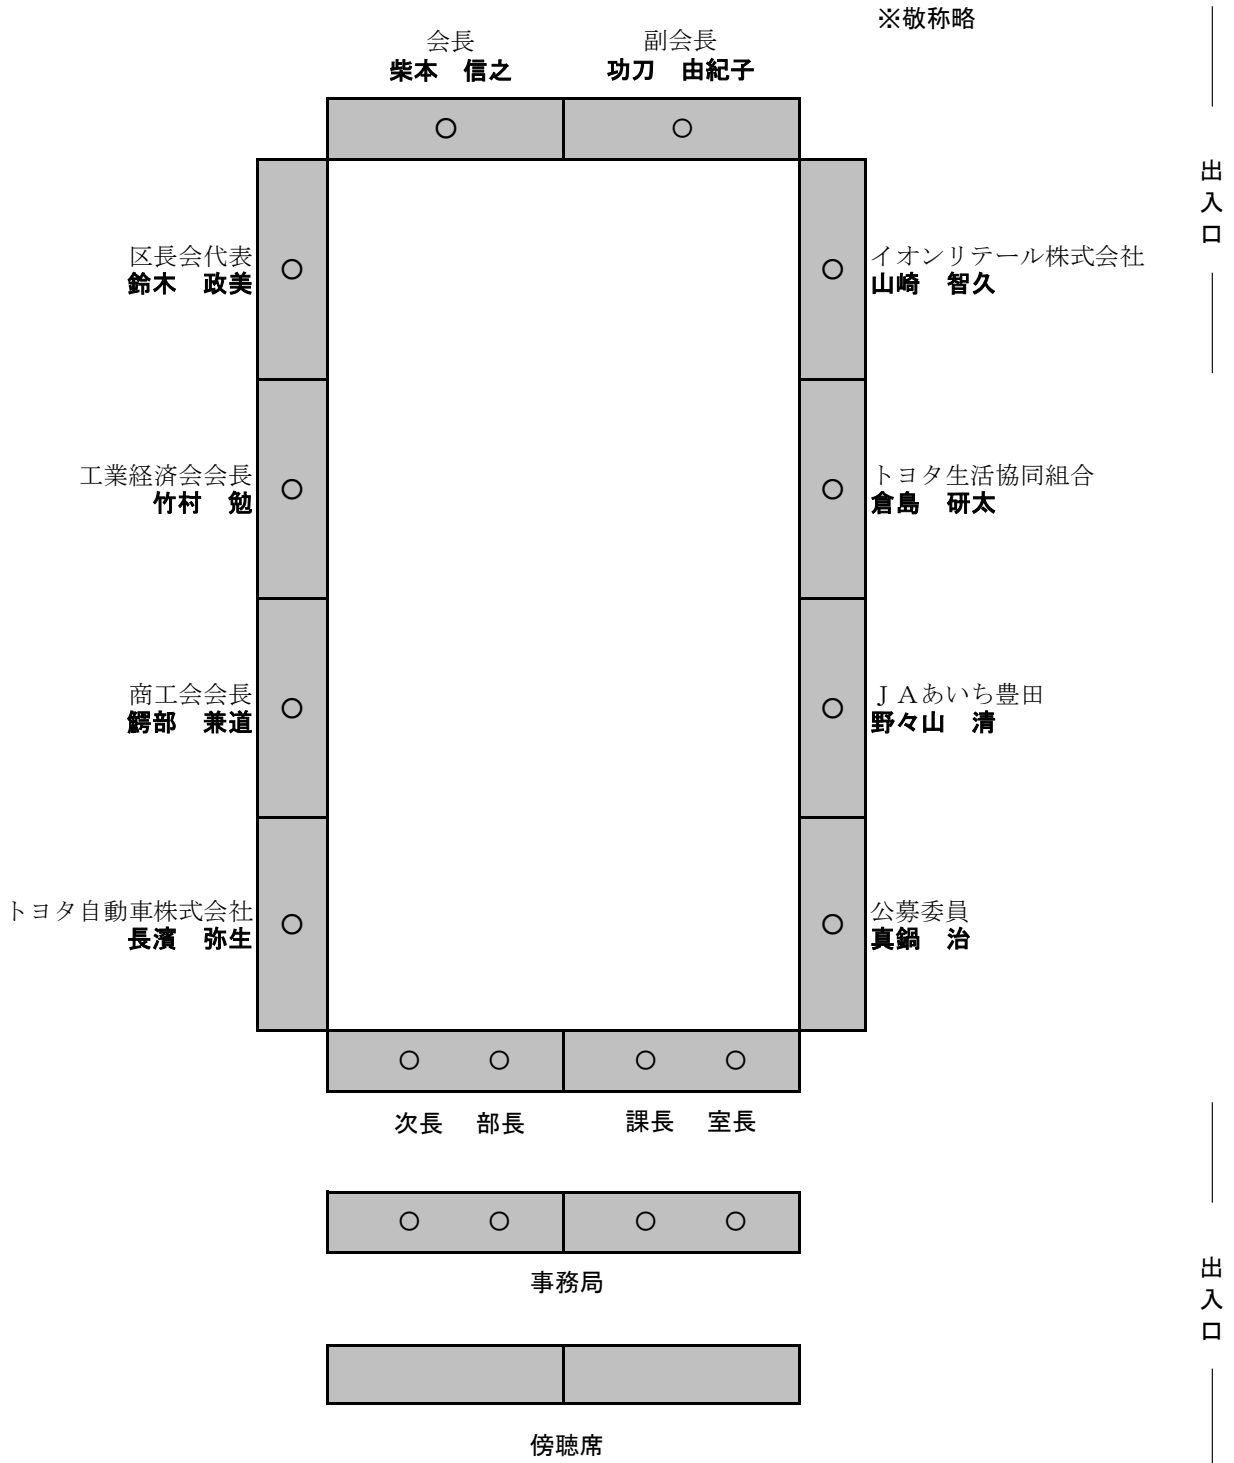 ※敬称略
会長
柴本　信之
副会長
功刀　由紀子
出入口
区長会代表
鈴木　政美
イオンリテール株式会社
山崎　智久
工業経済会会長
竹村　勉
トヨタ生活協同組合
倉島　研太
商工会会長
鰐部　兼道
ＪＡあいち豊田
野々山　清
トヨタ自動車株式会社
長濱　弥生
公募委員
真鍋　治
次長　部長　課長　室長
事務局
出入口
傍聴席